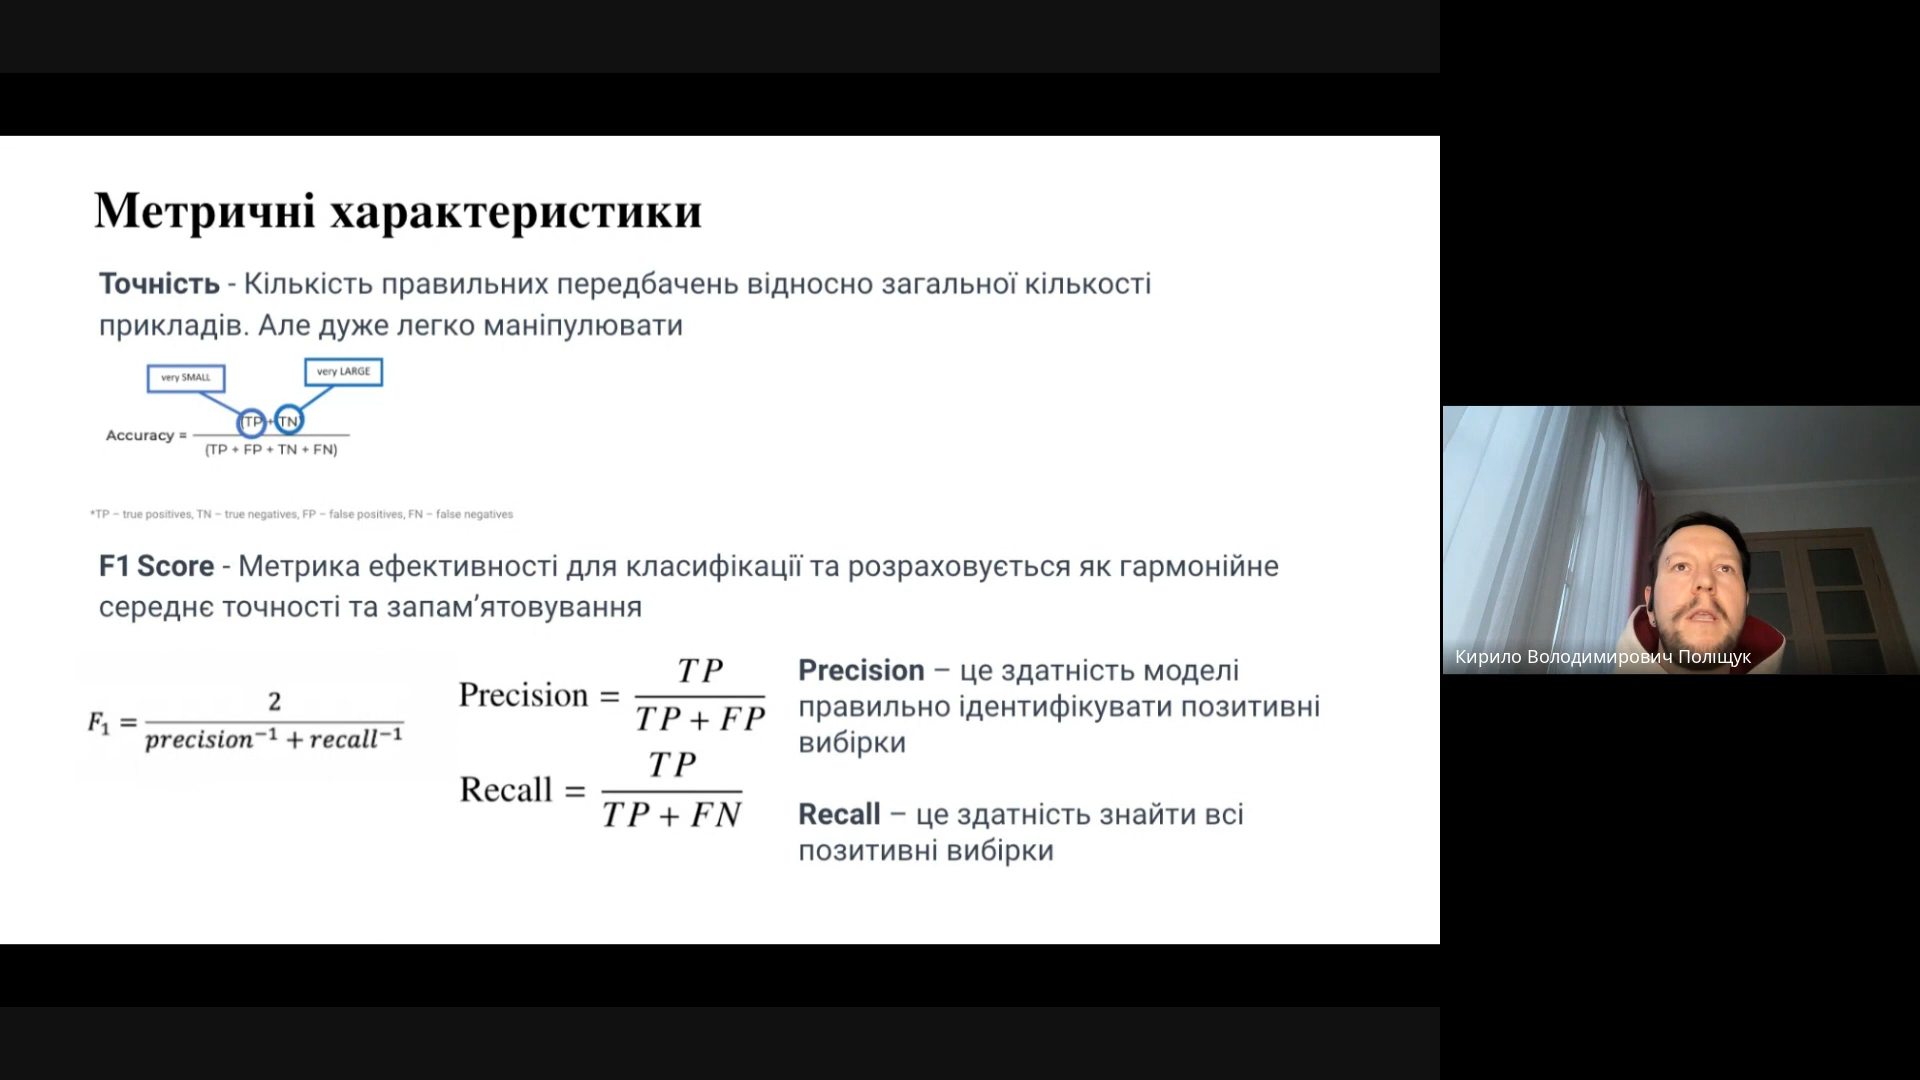 Метричні характеристики
Точність - Кількість правильних передбачень відносно загальної кількості
прикладів. Але дуже легко маніпулювати
very SMALL
very LARGE
Accuracy = (TP + TN)
(TP + FP + TN + FN)
*TP – true positives, TN – true negatives, FP – false positives, FN – false negatives
F1 Score - Метрика ефективності для класифікації та розраховується як гармонійне
середнє точності та запам’ятовування
F₁ = 2
precision⁻¹ + recall⁻¹
Precision = TP
TP + FP
Recall = TP
TP + FN
Precision – це здатність моделі
правильно ідентифікувати позитивні
вибірки
Recall – це здатність знайти всі
позитивні вибірки
Кирило Володимирович Поліщук